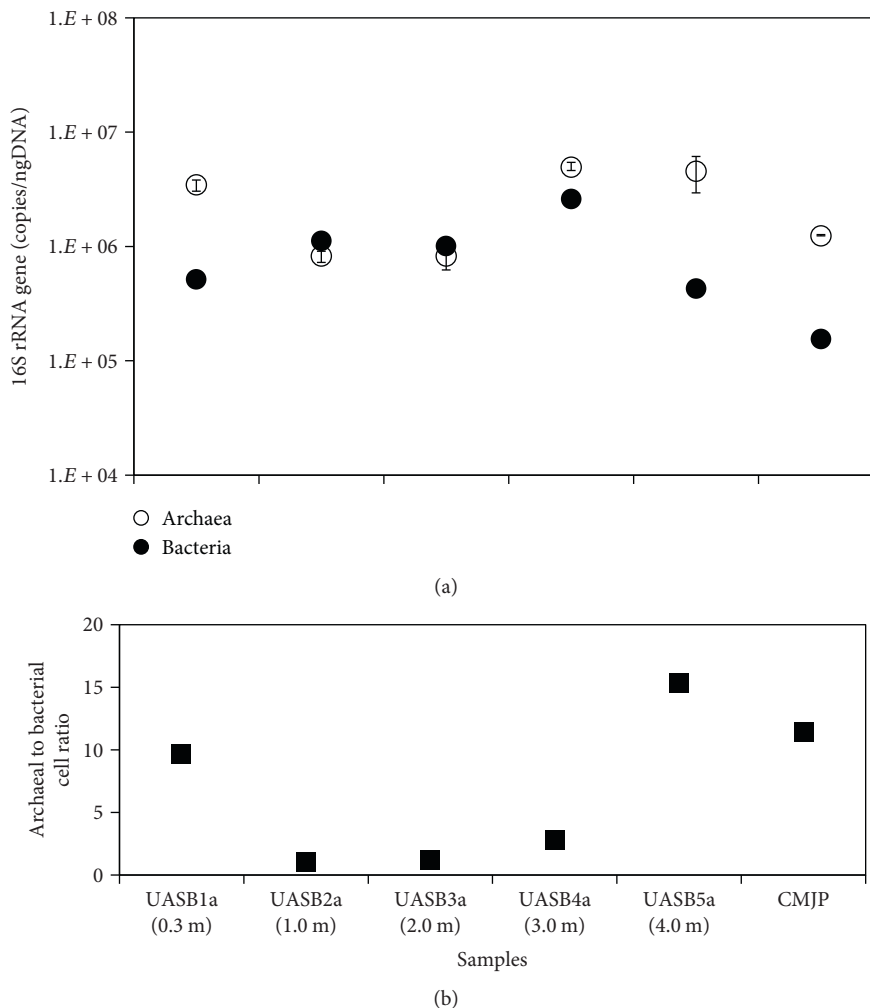 1.E + 08
1.E + 07
1.E + 06
1.E + 05
1.E + 04
16S rRNA gene (copies/ngDNA)
Archaea
Bacteria
(a)
20
15
10
5
0
Archaeal to bacterial
cell ratio
UASB1a UASB2a UASB3a UASB4a UASB5a CMJP
(0.3 m) (1.0 m) (2.0 m) (3.0 m) (4.0 m)
Samples
(b)